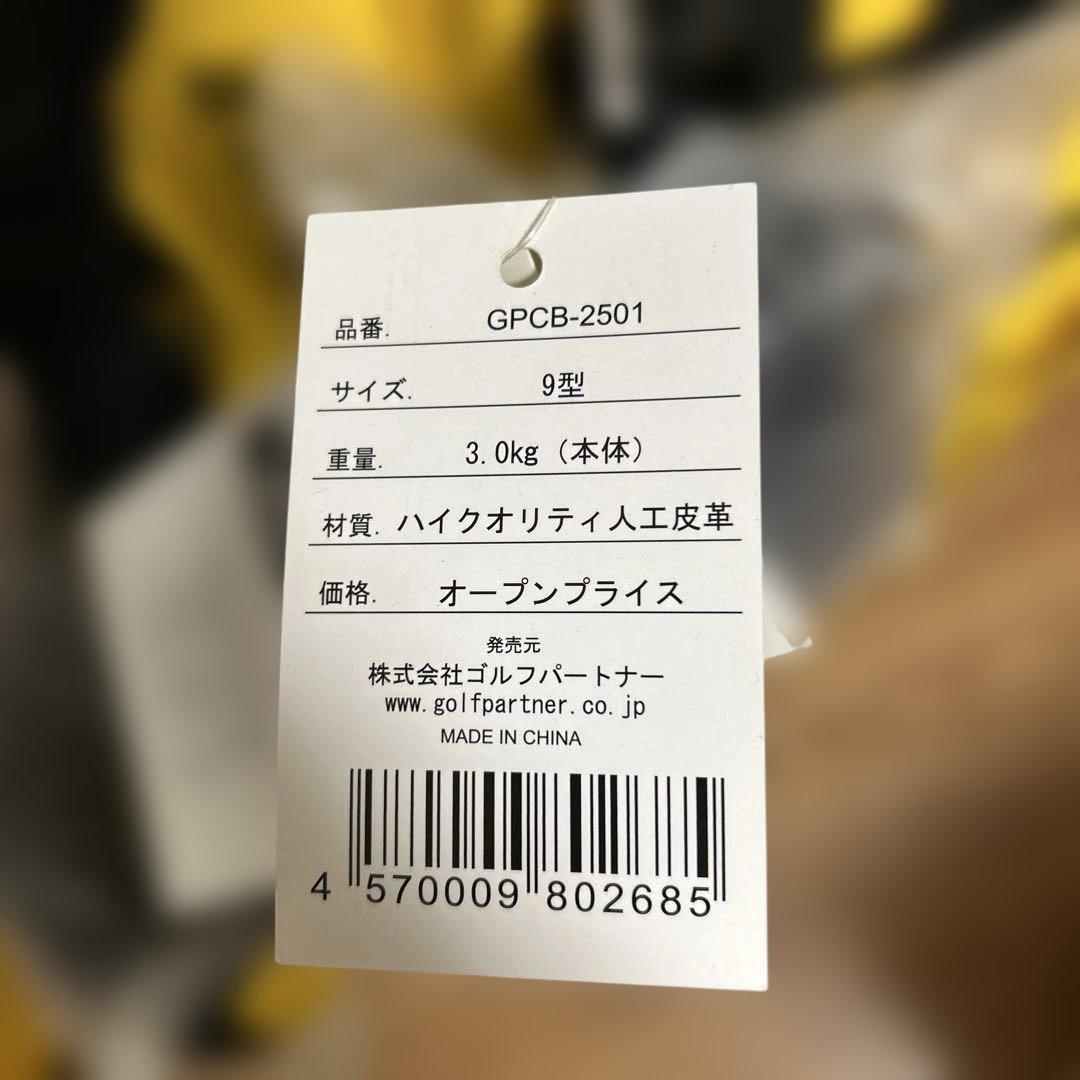 品番. GPCB-2501
サイズ. 9型
重量. 3.0kg（本体）
材質. ハイクオリティ人工皮革
価格. オープンプライス
発売元
株式会社ゴルフパートナー
www.golfpartner.co.jp
MADE IN CHINA
4 570009 802685